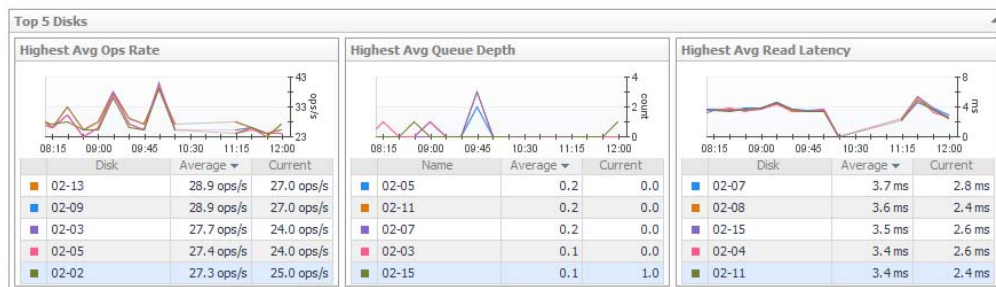 Top 5 Disks
Highest Avg Ops Rate
43
33
23
ops/s
08:15 09:00 09:45 10:30 11:15 12:00
Disk Average Current
02-13 28.9 ops/s 27.0 ops/s
02-09 28.9 ops/s 27.0 ops/s
02-03 27.7 ops/s 24.0 ops/s
02-05 27.4 ops/s 24.0 ops/s
02-02 27.3 ops/s 25.0 ops/s
Highest Avg Queue Depth
4
2
0
count
08:15 09:00 09:45 10:30 11:15 12:00
Name Average Current
02-05 0.2 0.0
02-11 0.2 0.0
02-07 0.2 0.0
02-03 0.1 0.0
02-15 0.1 1.0
Highest Avg Read Latency
8
4
0
ms
08:15 09:00 09:45 10:30 11:15 12:00
Disk Average Current
02-07 3.7 ms 2.8 ms
02-08 3.6 ms 2.4 ms
02-15 3.5 ms 2.6 ms
02-04 3.4 ms 2.6 ms
02-11 3.4 ms 2.4 ms